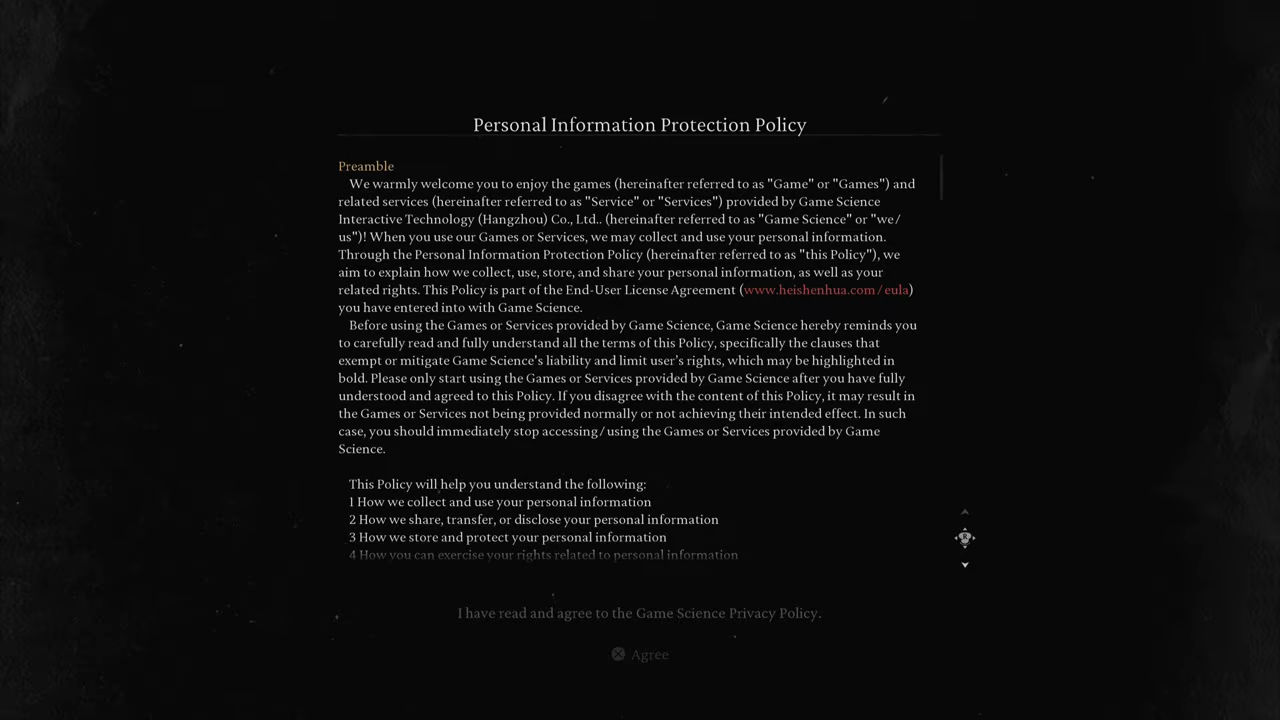 Personal Information Protection Policy
Preamble
We warmly welcome you to enjoy the games (hereinafter referred to as "Game" or "Games") and
related services (hereinafter referred to as "Service" or "Services") provided by Game Science
Interactive Technology (Hangzhou) Co., Ltd.. (hereinafter referred to as "Game Science" or "we/
us")! When you use our Games or Services, we may collect and use your personal information.
Through the Personal Information Protection Policy (hereinafter referred to as "this Policy"), we
aim to explain how we collect, use, store, and share your personal information, as well as your
related rights. This Policy is part of the End-User License Agreement (www.heishenhua.com/eula)
you have entered into with Game Science.
Before using the Games or Services provided by Game Science, Game Science hereby reminds you
to carefully read and fully understand all the terms of this Policy, specifically the clauses that
exempt or mitigate Game Science's liability and limit user's rights, which may be highlighted in
bold. Please only start using the Games or Services provided by Game Science after you have fully
understood and agreed to this Policy. If you disagree with the content of this Policy, it may result in
the Games or Services not being provided normally or not achieving their intended effect. In such
case, you should immediately stop accessing/using the Games or Services provided by Game
Science.
This Policy will help you understand the following:
1 How we collect and use your personal information
2 How we share, transfer, or disclose your personal information
3 How we store and protect your personal information
4 How you can exercise your rights related to personal information
R
I have read and agree to the Game Science Privacy Policy.
Agree